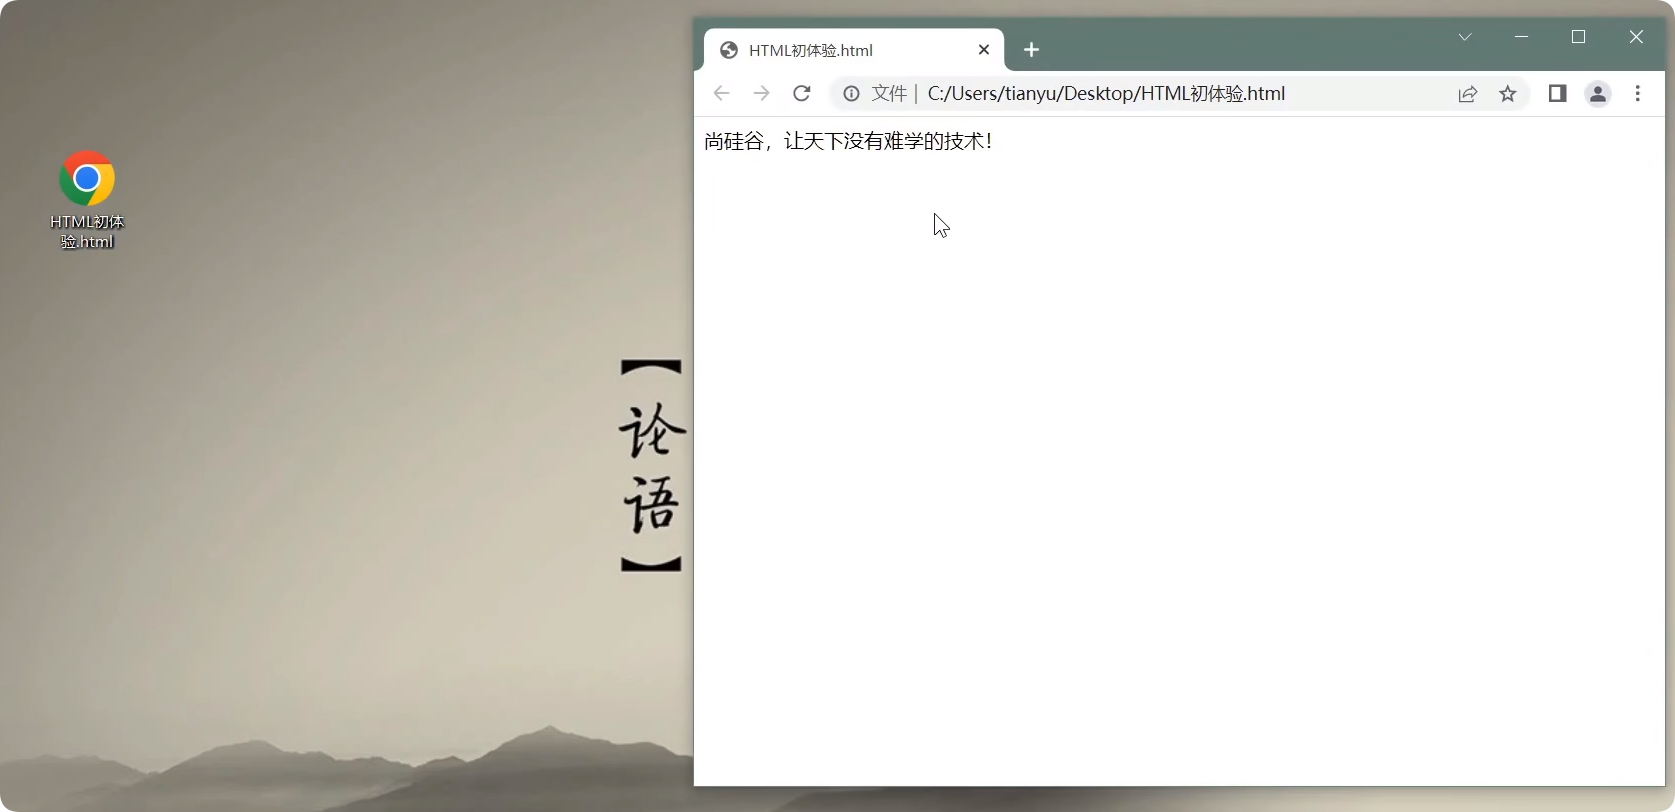 HTML初体验.html
文件 | C:/Users/tianyu/Desktop/HTML初体验.html
尚硅谷，让天下没有难学的技术！
HTML初体
验.html
【论语】